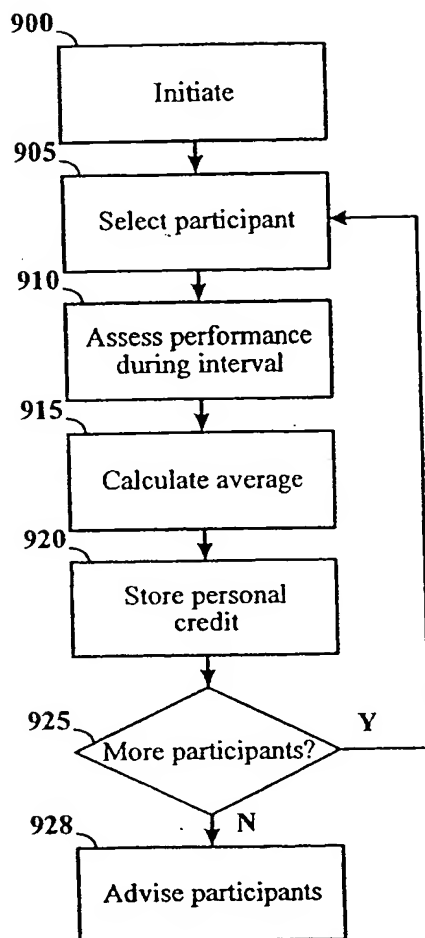 900
Initiate
905
Select participant
910
Assess performance
during interval
915
Calculate average
920
Store personal
credit
925
More participants?
Y
N
928
Advise participants